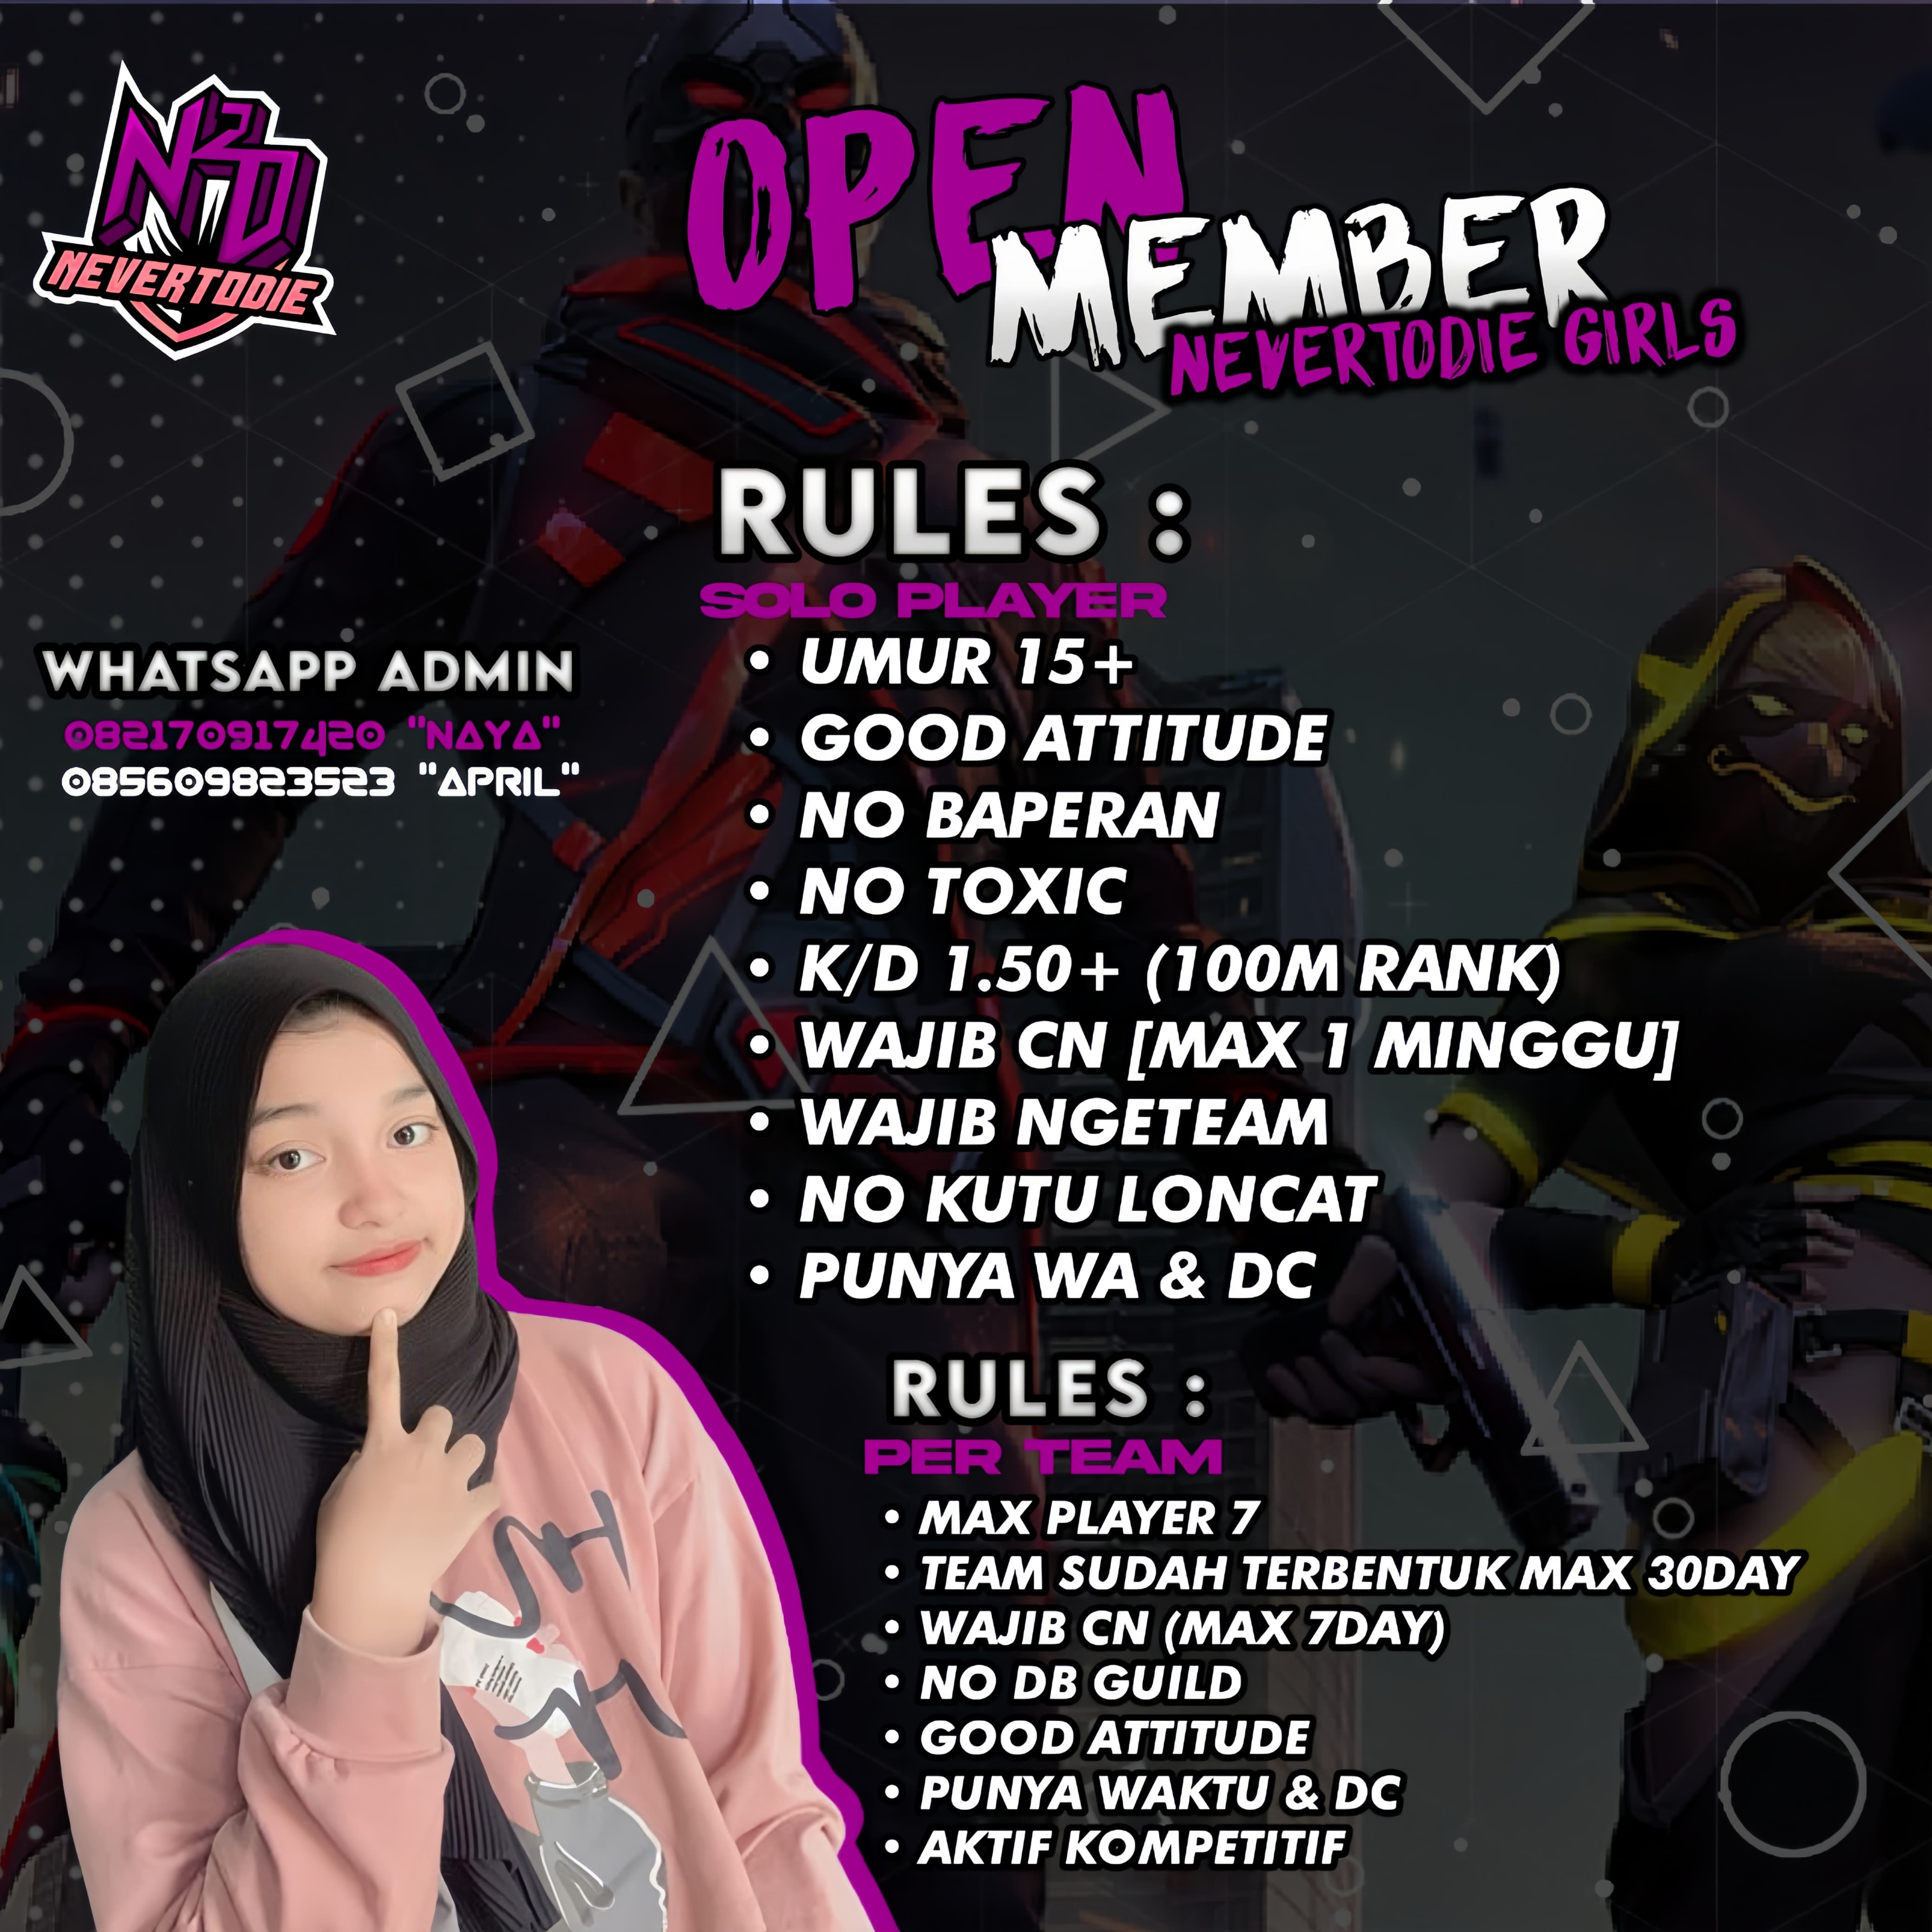 N2D
NEVERTODIE
OPEN
MEMBER
NEVERTODIE GIRLS
RULES :
SOLO PLAYER
• UMUR 15+
• GOOD ATTITUDE
• NO BAPERAN
• NO TOXIC
• K/D 1.50+ (100M RANK)
• WAJIB CN [MAX 1 MINGGU]
• WAJIB NGETEAM
• NO KUTU LONCAT
• PUNYA WA & DC
WHATSAPP ADMIN
082170917420 "NAYA"
085609823523 "APRIL"
RULES :
PER TEAM
• MAX PLAYER 7
• TEAM SUDAH TERBENTUK MAX 30DAY
• WAJIB CN (MAX 7DAY)
• NO DB GUILD
• GOOD ATTITUDE
• PUNYA WAKTU & DC
• AKTIF KOMPETITIF